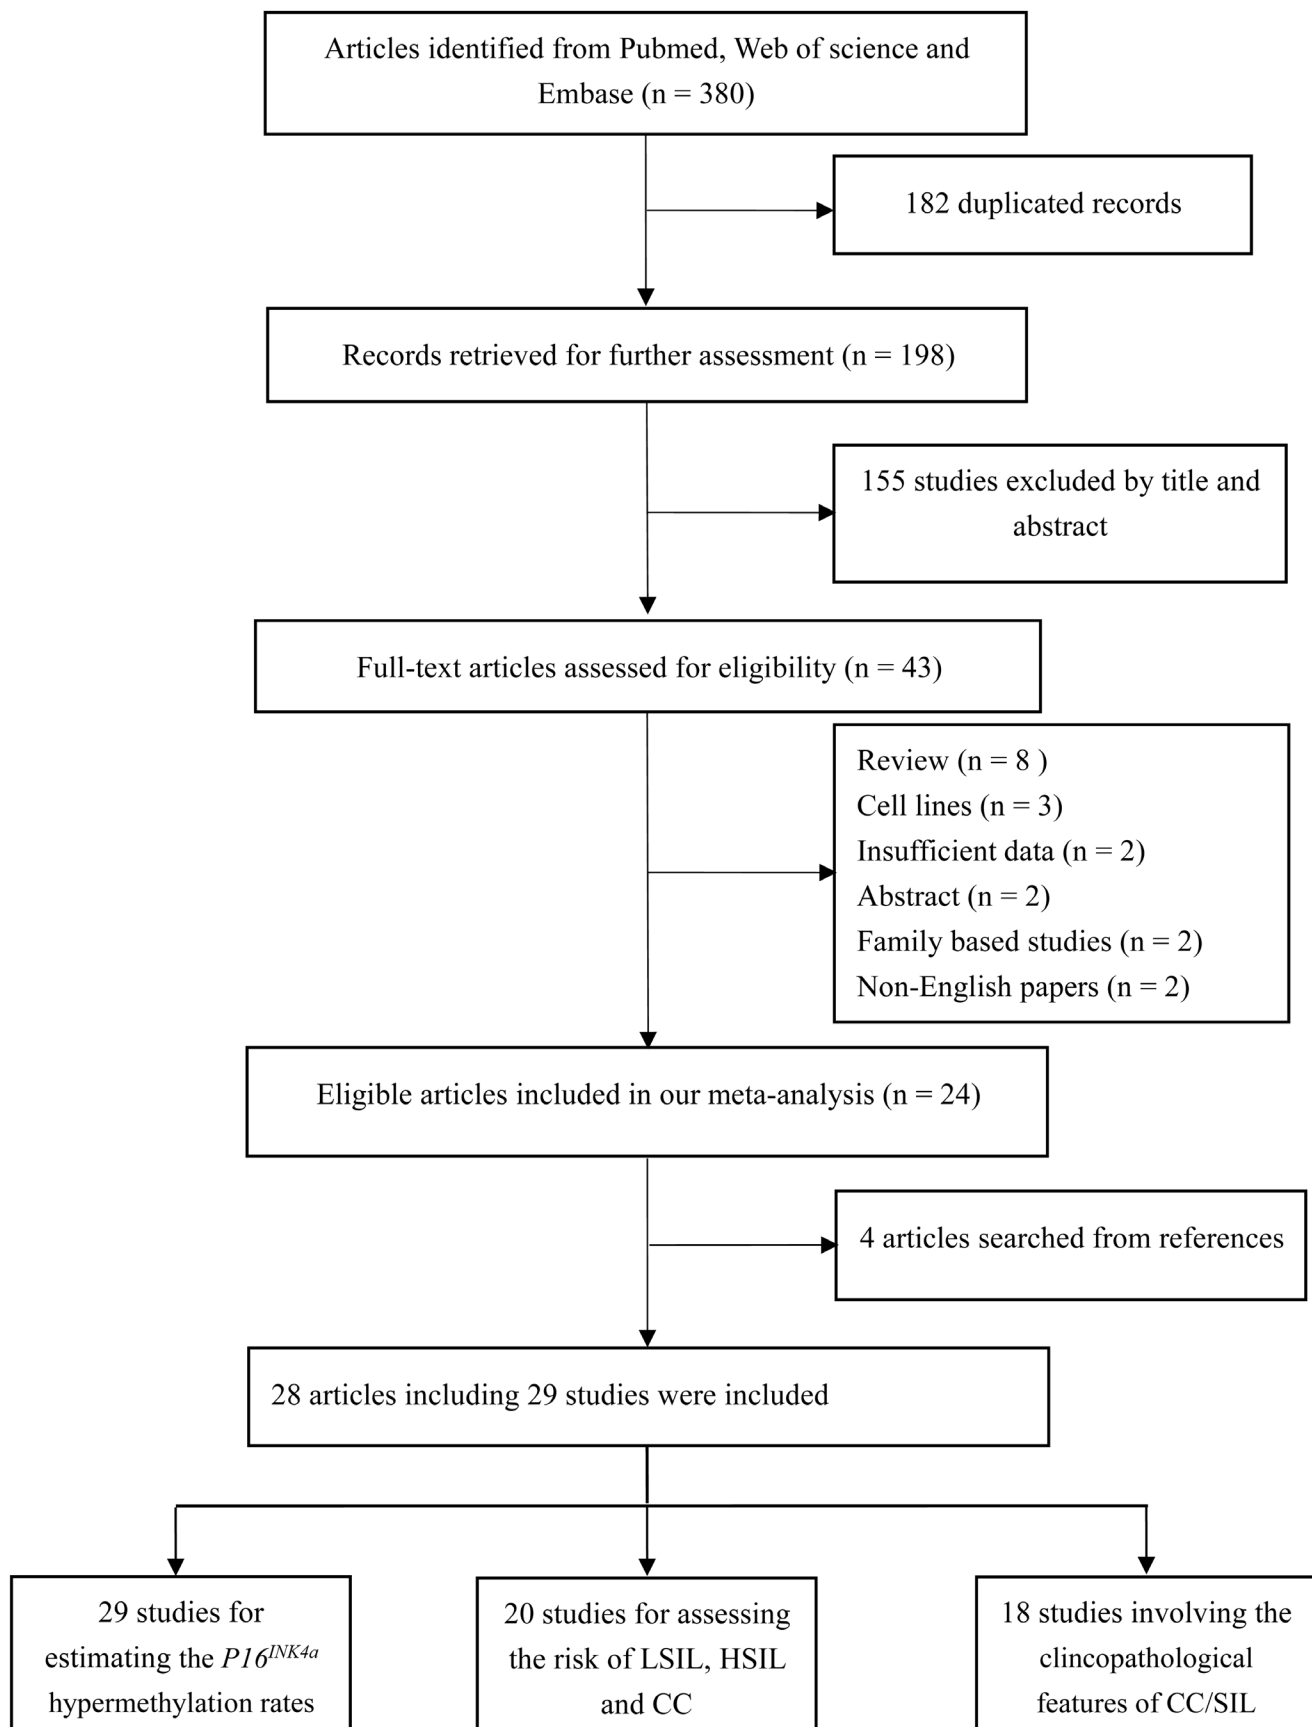 Articles identified from Pubmed, Web of science and
Embase (n = 380)
182 duplicated records
Records retrieved for further assessment (n = 198)
155 studies excluded by title and
abstract
Full-text articles assessed for eligibility (n = 43)
Review (n = 8 )
Cell lines (n = 3)
Insufficient data (n = 2)
Abstract (n = 2)
Family based studies (n = 2)
Non-English papers (n = 2)
Eligible articles included in our meta-analysis (n = 24)
4 articles searched from references
28 articles including 29 studies were included
29 studies for
estimating the P16^INK4a
hypermethylation rates
20 studies for assessing
the risk of LSIL, HSIL
and CC
18 studies involving the
clincopathological
features of CC/SIL